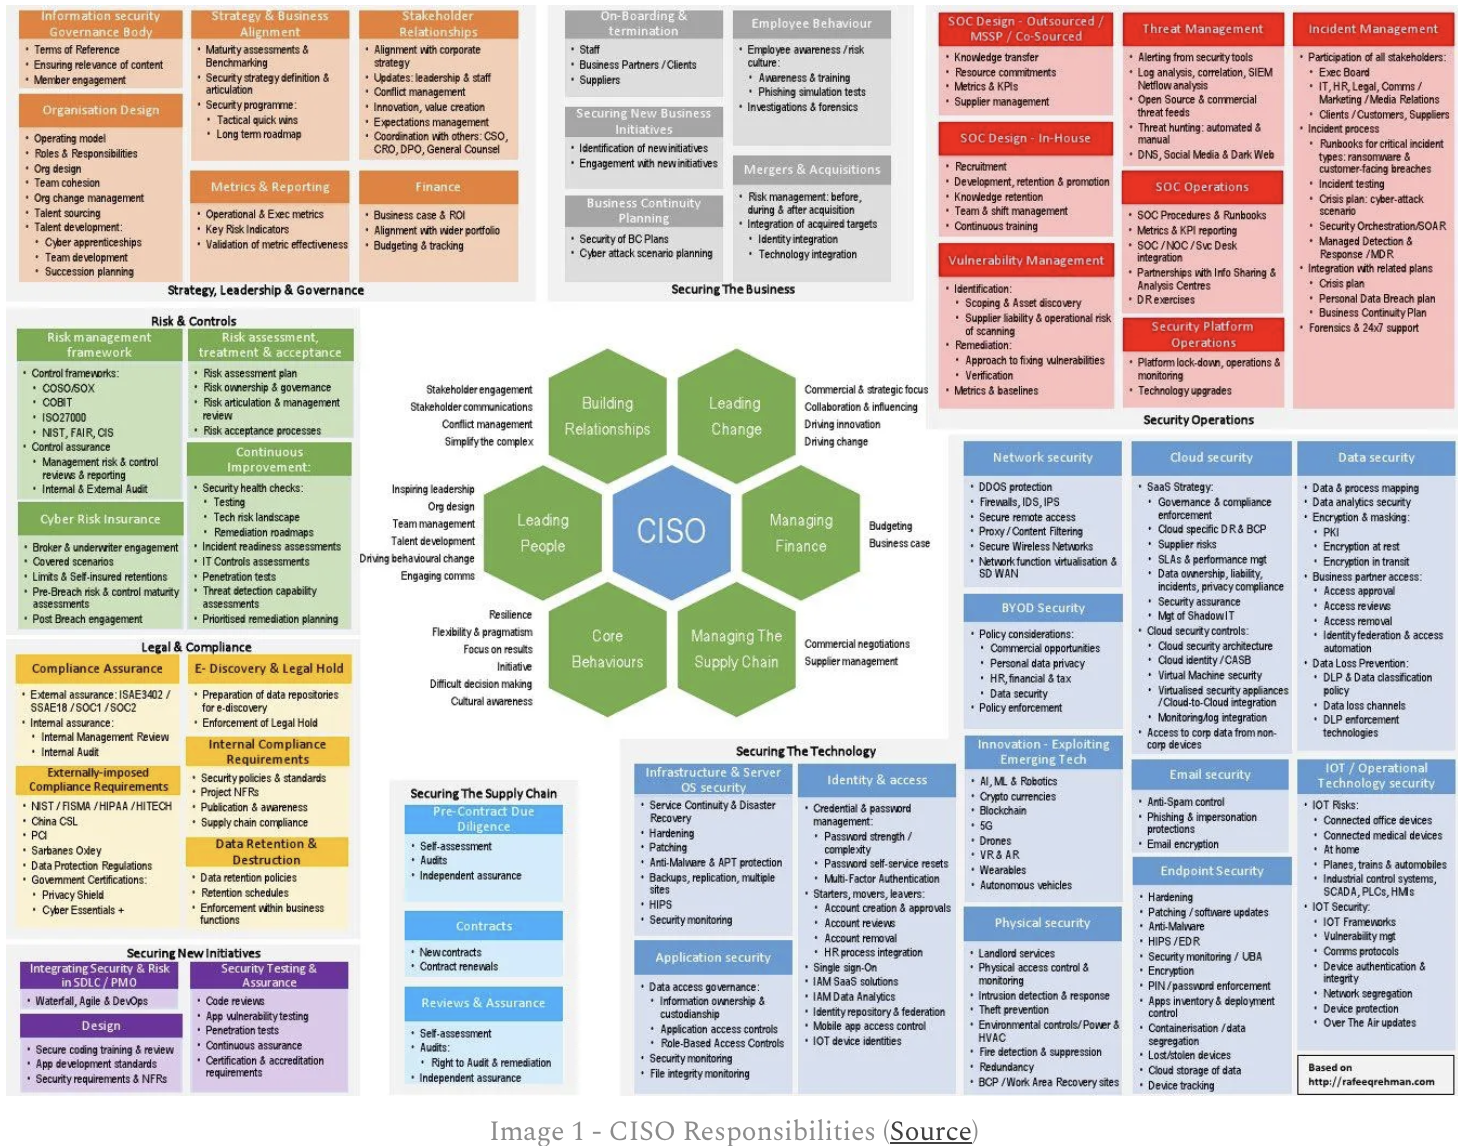 Information security
Governance Body
• Terms of Reference
• Ensuring relevance of content
• Member engagement
Organisation Design
• Operating model
• Roles & Responsibilities
• Org design
• Team cohesion
• Org change management
• Talent sourcing
• Talent development:
• Cyber apprenticeships
• Team development
• Succession planning
Strategy & Business
Alignment
• Maturity assessments &
Benchmarking
• Security strategy definition &
articulation
• Security programme:
• Tactical quick wins
• Long term roadmap
Metrics & Reporting
• Operational & Exec metrics
• Key Risk Indicators
• Validation of metric effectiveness
Stakeholder
Relationships
• Alignment with corporate
strategy
• Updates: leadership & staff
• Conflict management
• Innovation, value creation
• Expectations management
• Coordination with others: CSO,
CRO, DPO, General Counsel
Finance
• Business case & ROI
• Alignment with wider portfolio
• Budgeting & tracking
Strategy, Leadership & Governance
On-Boarding &
termination
• Staff
• Business Partners / Clients
• Suppliers
Securing New Business
Initiatives
• Identification of new initiatives
• Engagement with new initiatives
Business Continuity
Planning
• Security of BC Plans
• Cyber attack scenario planning
Employee Behaviour
• Employee awareness / risk
culture:
• Awareness & training
• Phishing simulation tests
• Investigations & forensics
Mergers & Acquisitions
• Risk management: before,
during & after acquisition
• Integration of acquired targets
• Identity integration
• Technology integration
Securing The Business
SOC Design - Outsourced /
MSSP / Co-Sourced
• Knowledge transfer
• Resource commitments
• Metrics & KPIs
• Supplier management
SOC Design - In-House
• Recruitment
• Development, retention & promotion
• Knowledge retention
• Team & shift management
• Continuous training
Vulnerability Management
• Identification:
• Scoping & Asset discovery
• Supplier liability & operational risk
of scanning
• Remediation:
• Approach to fixing vulnerabilities
• Verification
• Metrics & baselines
Threat Management
• Alerting from security tools
• Log analysis, correlation, SIEM
Netflow analysis
• Open Source & commercial
threat feeds
• Threat hunting: automated &
manual
• DNS, Social Media & Dark Web
SOC Operations
• SOC Procedures & Runbooks
• Metrics & KPI reporting
• SOC / NOC / Svc Desk
integration
• Partnerships with Info Sharing &
Analysis Centres
• DR exercises
Security Platform
Operations
• Platform lock-down, operations &
monitoring
• Technology upgrades
Incident Management
• Participation of all stakeholders:
• Exec Board
• IT, HR, Legal, Comms /
Marketing / Media Relations
• Clients / Customers, Suppliers
• Incident process
• Runbooks for critical incident
types: ransomware &
customer-facing breaches
• Incident testing
• Crisis plan: cyber-attack
scenario
• Security Orchestration/SOAR
• Managed Detection &
Response / MDR
• Integration with related plans
• Crisis plan
• Personal Data Breach plan
• Business Continuity Plan
• Forensics & 24x7 support
Security Operations
Risk & Controls
Risk management
framework
• Control frameworks:
• COSO/SOX
• COBIT
• ISO27000
• NIST, FAIR, CIS
• Control assurance
• Management risk & control
reviews & reporting
• Internal & External Audit
Cyber Risk Insurance
• Broker & underwriter engagement
• Covered scenarios
• Limits & Self-insured retentions
• Pre-Breach risk & control maturity
assessments
• Post Breach engagement
Risk assessment,
treatment & acceptance
• Risk assessment plan
• Risk ownership & governance
• Risk articulation & management
review
• Risk acceptance processes
Continuous
Improvement:
• Security health checks:
• Testing
• Tech risk landscape
• Remediation roadmaps
• Incident readiness assessments
• IT Controls assessments
• Penetration tests
• Threat detection capability
assessments
• Prioritised remediation planning
Stakeholder engagement
Stakeholder communications
Conflict management
Simplify the complex
Building
Relationships
Leading
Change
Commercial & strategic focus
Collaboration & influencing
Driving innovation
Driving change
Inspiring leadership
Org design
Team management
Talent development
Driving behavioural change
Engaging comms
Leading
People
CISO
Managing
Finance
Budgeting
Business case
Resilience
Flexibility & pragmatism
Focus on results
Initiative
Difficult decision making
Cultural awareness
Core
Behaviours
Managing The
Supply Chain
Commercial negotiations
Supplier management
Legal & Compliance
Compliance Assurance
• External assurance: ISAE3402 /
SSAE18 / SOC1 / SOC2
• Internal assurance:
• Internal Management Review
• Internal Audit
Externally-imposed
Compliance Requirements
• NIST / FISMA / HIPAA / HITECH
• China CSL
• PCI
• Sarbanes Oxley
• Data Protection Regulations
• Government Certifications:
• Privacy Shield
• Cyber Essentials +
E- Discovery & Legal Hold
• Preparation of data repositories
for e-discovery
• Enforcement of Legal Hold
Internal Compliance
Requirements
• Security policies & standards
• Project NFRs
• Publication & awareness
• Supply chain compliance
Data Retention &
Destruction
• Data retention policies
• Retention schedules
• Enforcement within business
functions
Securing New Initiatives
Integrating Security & Risk
in SDLC / PMO
• Waterfall, Agile & DevOps
Design
• Secure coding training & review
• App development standards
• Security requirements & NFRs
Security Testing &
Assurance
• Code reviews
• App vulnerability testing
• Penetration tests
• Continuous assurance
• Certification & accreditation
requirements
Securing The Supply Chain
Pre-Contract Due
Diligence
• Self-assessment
• Audits
• Independent assurance
Contracts
• New contracts
• Contract renewals
Reviews & Assurance
• Self-assessment
• Audits:
• Right to Audit & remediation
• Independent assurance
Securing The Technology
Infrastructure & Server
OS security
• Service Continuity & Disaster
Recovery
• Hardening
• Patching
• Anti-Malware & APT protection
• Backups, replication, multiple
sites
• HIPS
• Security monitoring
Application security
• Data access governance:
• Information ownership &
custodianship
• Application access controls
• Role-Based Access Controls
• Security monitoring
• File integrity monitoring
Identity & access
• Credential & password
management:
• Password strength /
complexity
• Password self-service resets
• Multi-Factor Authentication
• Starters, movers, leavers:
• Account creation & approvals
• Account reviews
• Account removal
• HR process integration
• Single sign-On
• IAM SaaS solutions
• IAM Data Analytics
• Identity repository & federation
• Mobile app access control
• IOT device identities
Network security
• DDOS protection
• Firewalls, IDS, IPS
• Secure remote access
• Proxy / Content Filtering
• Secure Wireless Networks
• Network function virtualisation &
SD WAN
BYOD Security
• Policy considerations:
• Commercial opportunities
• Personal data privacy
• HR, financial & tax
• Data security
• Policy enforcement
Innovation - Exploiting
Emerging Tech
• AI, ML & Robotics
• Crypto currencies
• Blockchain
• 5G
• Drones
• VR & AR
• Wearables
• Autonomous vehicles
Physical security
• Landlord services
• Physical access control &
monitoring
• Intrusion detection & response
• Theft prevention
• Environmental controls/ Power &
HVAC
• Fire detection & suppression
• Redundancy
• BCP / Work Area Recovery sites
Cloud security
• SaaS Strategy:
• Governance & compliance
enforcement
• Cloud specific DR & BCP
• Supplier risks
• SLAs & performance mgt
• Data ownership, liability,
incidents, privacy compliance
• Security assurance
• Mgt of Shadow IT
• Cloud security controls:
• Cloud security architecture
• Cloud identity / CASB
• Virtual Machine security
• Virtualised security appliances
/ Cloud-to-Cloud integration
• Monitoring/log integration
• Access to corp data from non-
corp devices
Email security
• Anti-Spam control
• Phishing & impersonation
protections
• Email encryption
Endpoint Security
• Hardening
• Patching / software updates
• Anti-Malware
• HIPS / EDR
• Security monitoring / UBA
• Encryption
• PIN / password enforcement
• Apps inventory & deployment
control
• Containerisation / data
segregation
• Lost/stolen devices
• Cloud storage of data
• Device tracking
Data security
• Data & process mapping
• Data analytics security
• Encryption & masking:
• PKI
• Encryption at rest
• Encryption in transit
• Business partner access:
• Access approval
• Access reviews
• Access removal
• Identity federation & access
automation
• Data Loss Prevention:
• DLP & Data classification
policy
• Data loss channels
• DLP enforcement
technologies
IOT / Operational
Technology security
• IOT Risks:
• Connected office devices
• Connected medical devices
• At home
• Planes, trains & automobiles
• Industrial control systems,
SCADA, PLCs, HMIs
• IOT Security:
• IOT Frameworks
• Vulnerability mgt
• Comms protocols
• Device authentication &
integrity
• Network segregation
• Device protection
• Over The Air updates
Based on
http://rafeeqrehman.com
Image 1 - CISO Responsibilities (Source)